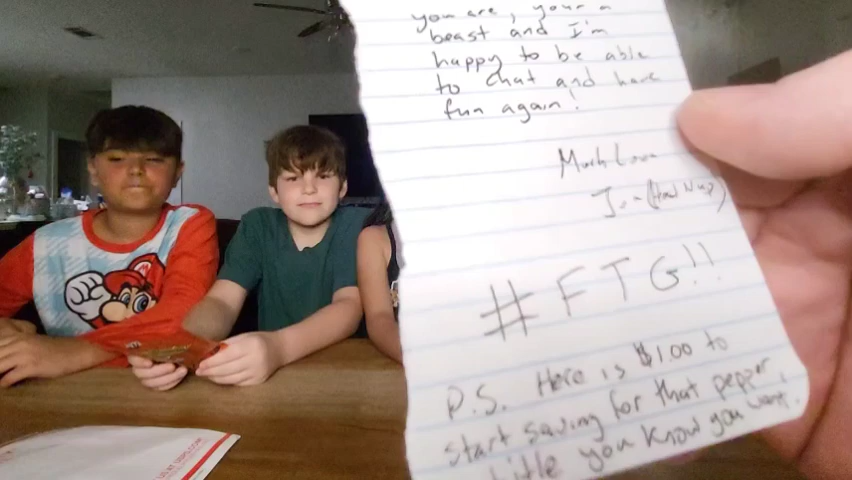 you are, your a
beast and I'm
happy to be able
to chat and have
fun again!
Much Love
#FTG!!
P.S. Here is $1.00 to
start saving for that pepper,
little you know you want.